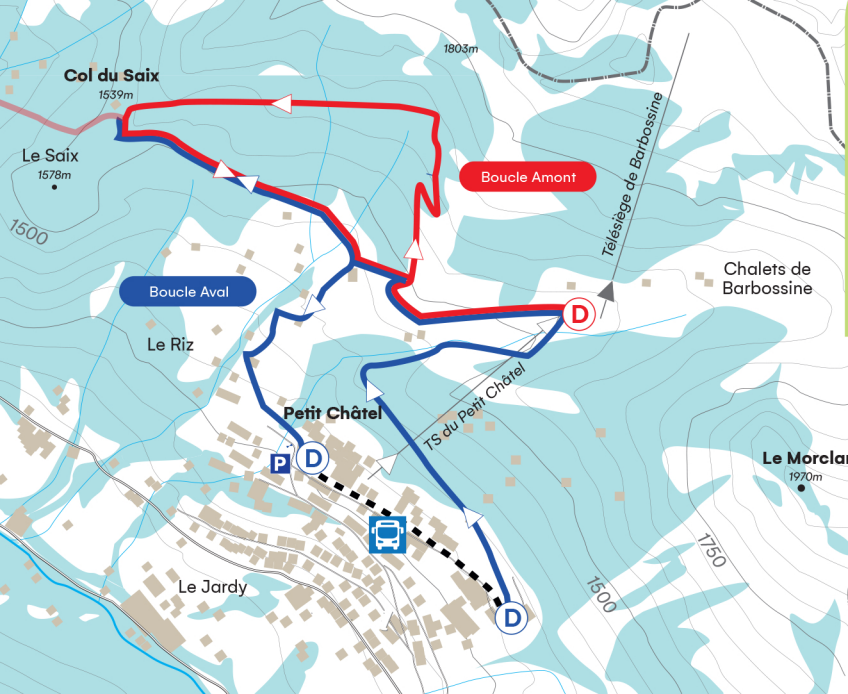 1803m
Col du Saix
1539m
Le Saix
1578m
1500
Boucle Amont
Télésiège de Barbossine
Chalets de
Barbossine
Boucle Aval
D
Le Riz
TS du Petit Châtel
Petit Châtel
P
D
Le Morclan
1970m
1750
1500
Le Jardy
D